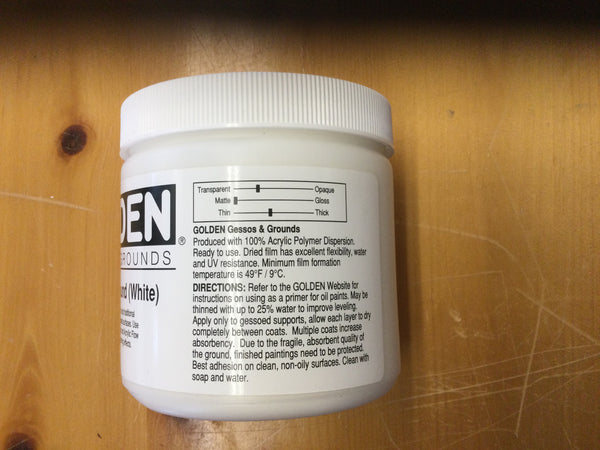 Transparent Opaque
Matte Gloss
Thin Thick
DEN®
GROUNDS
(White)
GOLDEN Gessos & Grounds
Produced with 100% Acrylic Polymer Dispersion.
Ready to use. Dried film has excellent flexibility, water
and UV resistance. Minimum film formation
temperature is 49°F / 9°C.
DIRECTIONS: Refer to the GOLDEN Website for
instructions on using as a primer for oil paints. May be
thinned with up to 25% water to improve leveling.
Apply only to gessoed supports, allow each layer to dry
completely between coats. Multiple coats increase
absorbency. Due to the fragile, absorbent quality of
the ground, finished paintings need to be protected.
Best adhesion on clean, non-oily surfaces. Clean with
soap and water.